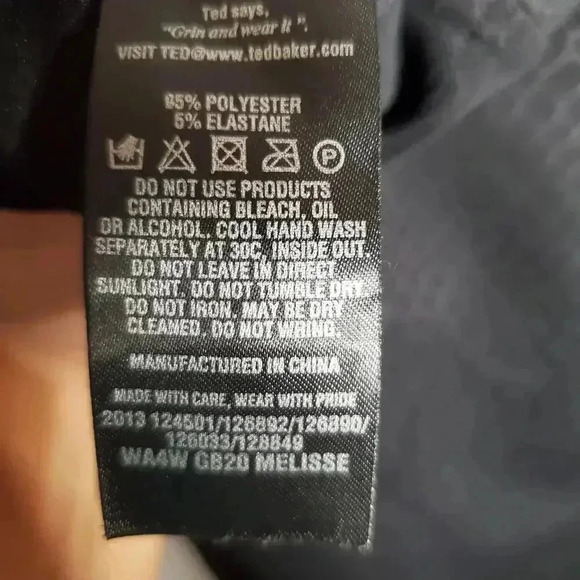 Ted says,
"Grin and wear it".
VISIT TED@www.tedbaker.com
95% POLYESTER
5% ELASTANE
P
DO NOT USE PRODUCTS
CONTAINING BLEACH, OIL
OR ALCOHOL. COOL HAND WASH
SEPARATELY AT 30C, INSIDE OUT.
DO NOT LEAVE IN DIRECT
SUNLIGHT. DO NOT TUMBLE DRY.
DO NOT IRON. MAY BE DRY
CLEANED. DO NOT WRING.
MANUFACTURED IN CHINA
MADE WITH CARE, WEAR WITH PRIDE
2013 124501/126892/126890/
126033/128849
WA4W GB20 MELISSE